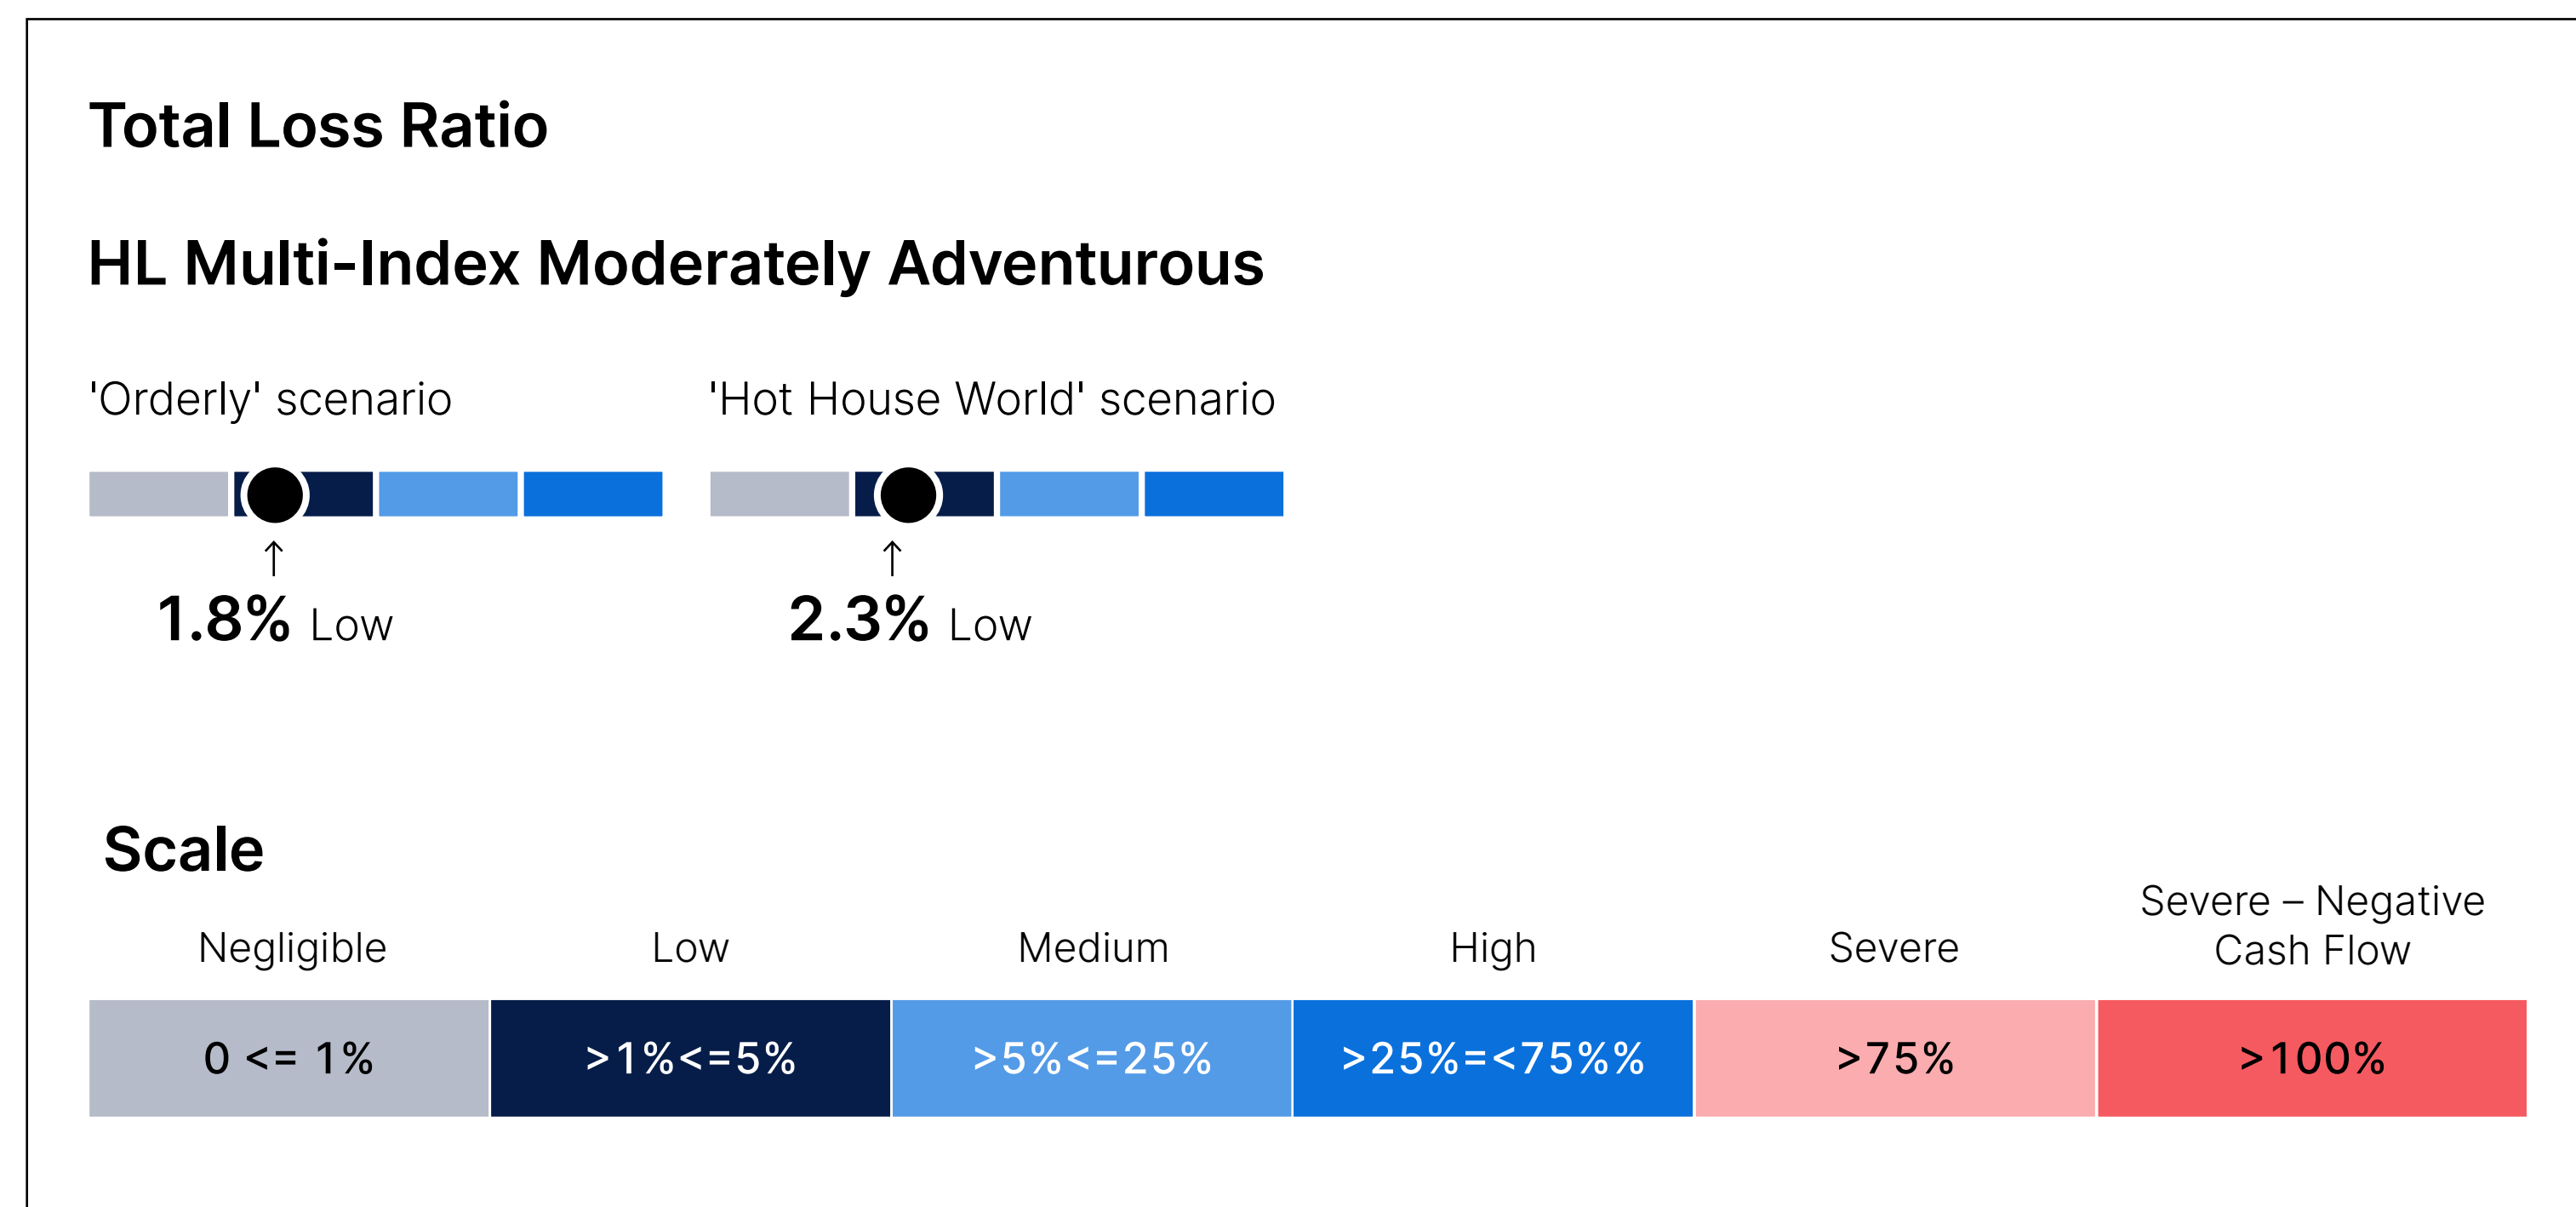 Total Loss Ratio
HL Multi-Index Moderately Adventurous
'Orderly' scenario
'Hot House World' scenario
↑
↑
1.8% Low
2.3% Low
Scale
Negligible
Low
Medium
High
Severe
Severe – Negative
Cash Flow
0 <= 1%
>1%<=5%
>5%<=25%
>25%=<75%%
>75%
>100%